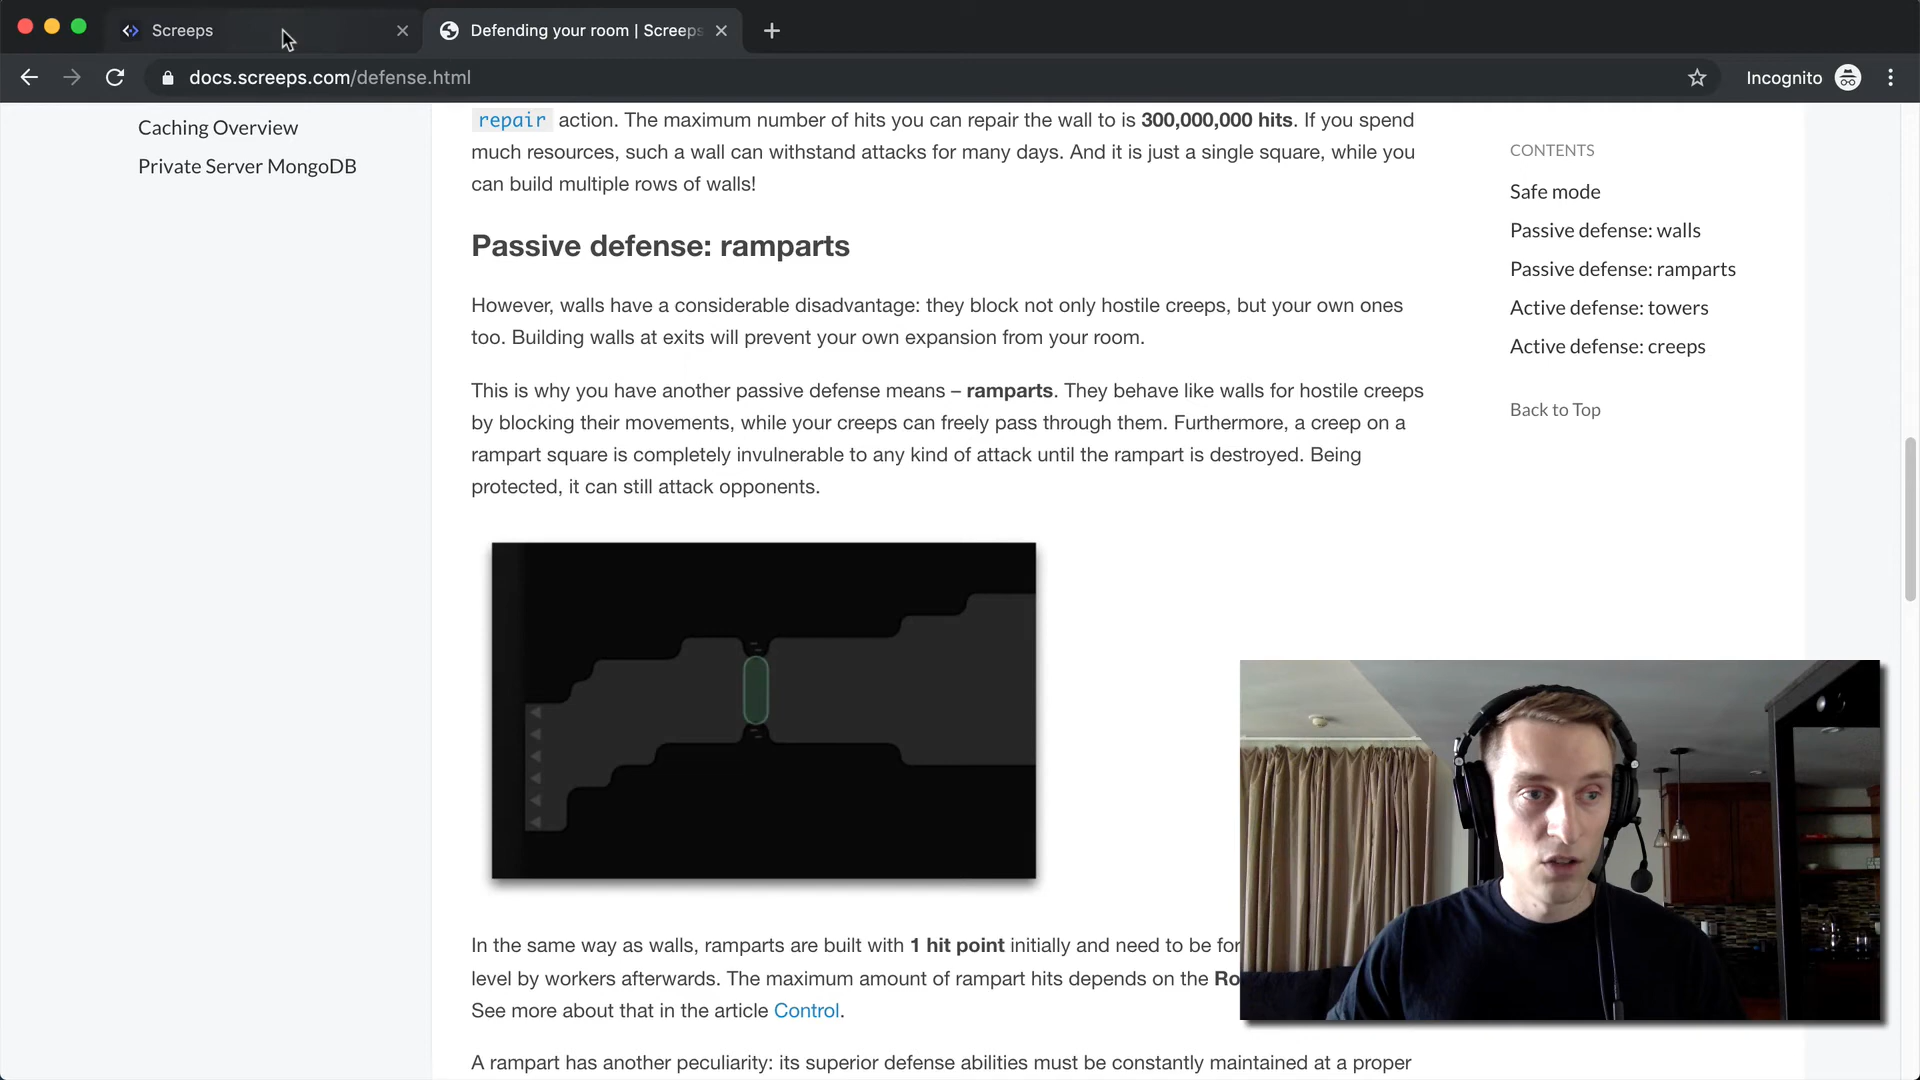 Screeps
Defending your room | Screeps
docs.screeps.com/defense.html
Incognito
Caching Overview
Private Server MongoDB
repair action. The maximum number of hits you can repair the wall to is 300,000,000 hits. If you spend
much resources, such a wall can withstand attacks for many days. And it is just a single square, while you
can build multiple rows of walls!
Passive defense: ramparts
However, walls have a considerable disadvantage: they block not only hostile creeps, but your own ones
too. Building walls at exits will prevent your own expansion from your room.
This is why you have another passive defense means – ramparts. They behave like walls for hostile creeps
by blocking their movements, while your creeps can freely pass through them. Furthermore, a creep on a
rampart square is completely invulnerable to any kind of attack until the rampart is destroyed. Being
protected, it can still attack opponents.
In the same way as walls, ramparts are built with 1 hit point initially and need to be for
level by workers afterwards. The maximum amount of rampart hits depends on the Ro
See more about that in the article Control.
A rampart has another peculiarity: its superior defense abilities must be constantly maintained at a proper
CONTENTS
Safe mode
Passive defense: walls
Passive defense: ramparts
Active defense: towers
Active defense: creeps
Back to Top